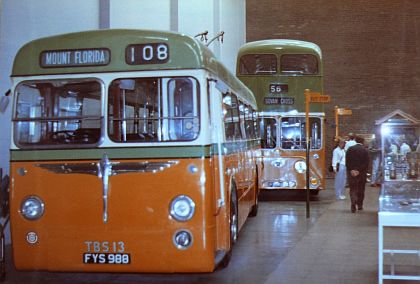 MOUNT FLORIDA
108
TBS 13
FYS 988
56
GOVAN CROSS